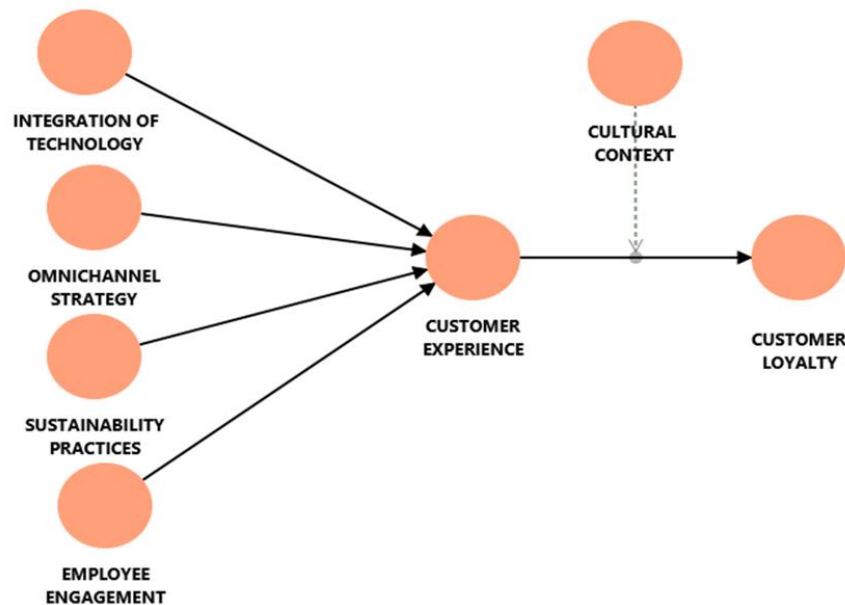 INTEGRATION OF
TECHNOLOGY
OMNICHANNEL
STRATEGY
SUSTAINABILITY
PRACTICES
EMPLOYEE
ENGAGEMENT
CUSTOMER
EXPERIENCE
CULTURAL
CONTEXT
CUSTOMER
LOYALTY